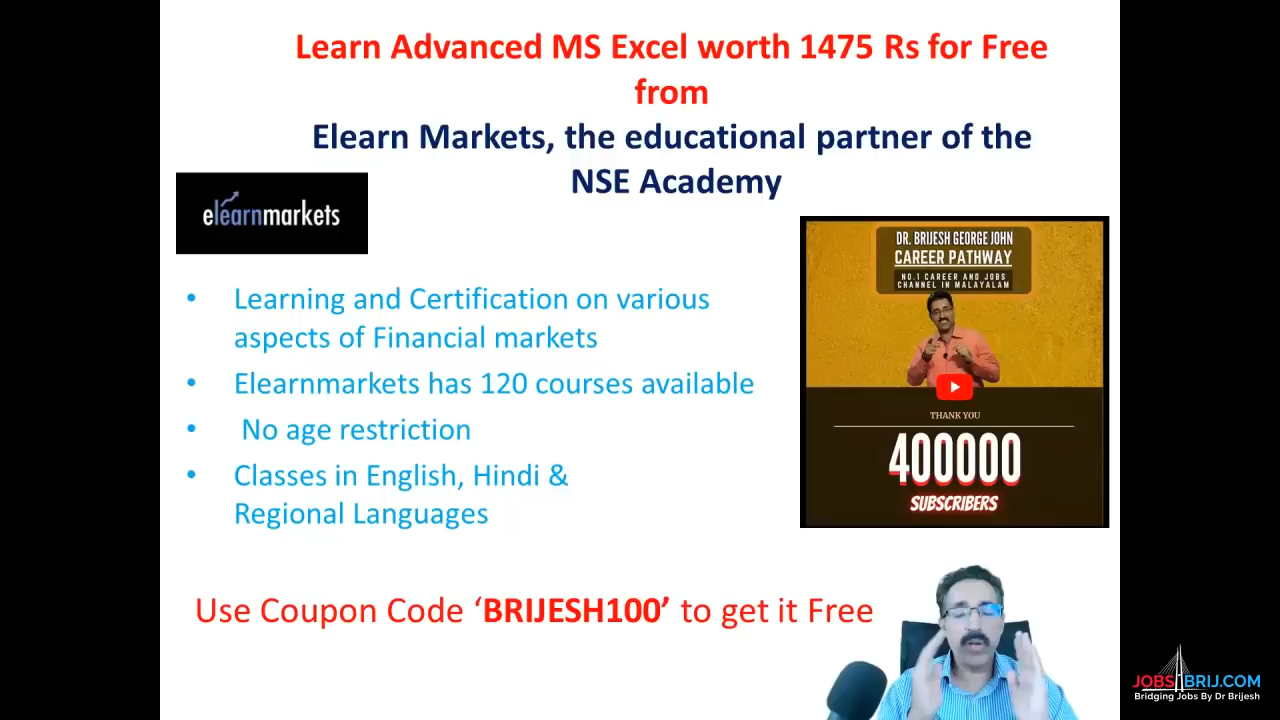 Learn Advanced MS Excel worth 1475 Rs for Free
from
Elearn Markets, the educational partner of the
NSE Academy
elearnmarkets
• Learning and Certification on various
aspects of Financial markets
• Elearnmarkets has 120 courses available
• No age restriction
• Classes in English, Hindi &
Regional Languages
DR. BRIJESH GEORGE JOHN
CAREER PATHWAY
NO.1 CAREER AND JOBS
CHANNEL IN MALAYALAM
THANK YOU
400000
SUBSCRIBERS
Use Coupon Code ‘BRIJESH100’ to get it Free
JOBSBRIJ.COM
Bridging Jobs By Dr Brijesh